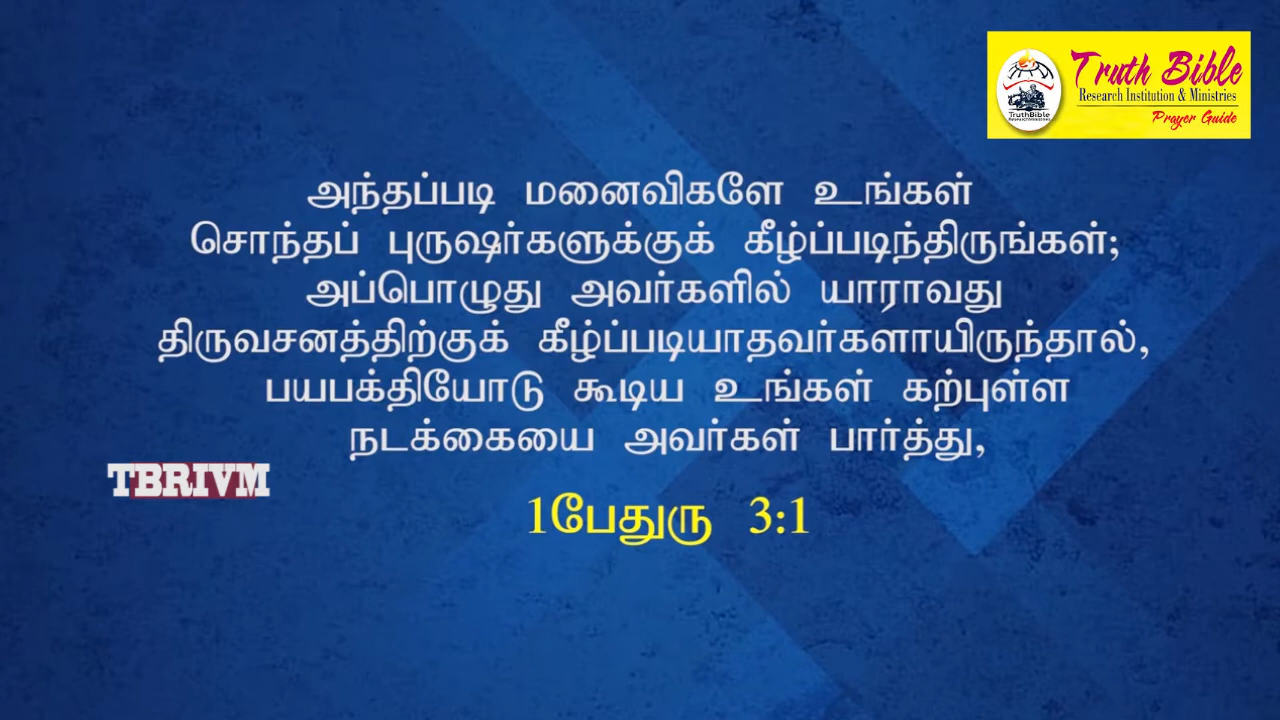 Truth Bible
Research Institution & Ministries
Prayer Guide
TruthBible
அந்தப்படி மனைவிகளே உங்கள்
சொந்தப் புருஷர்களுக்குக் கீழ்ப்படிந்திருங்கள்;
அப்பொழுது அவர்களில் யாராவது
திருவசனத்திற்குக் கீழ்ப்படியாதவர்களாயிருந்தால்,
பயபக்தியோடு கூடிய உங்கள் கற்புள்ள
நடக்கையை அவர்கள் பார்த்து,
TBRIVM
1பேதுரு 3:1